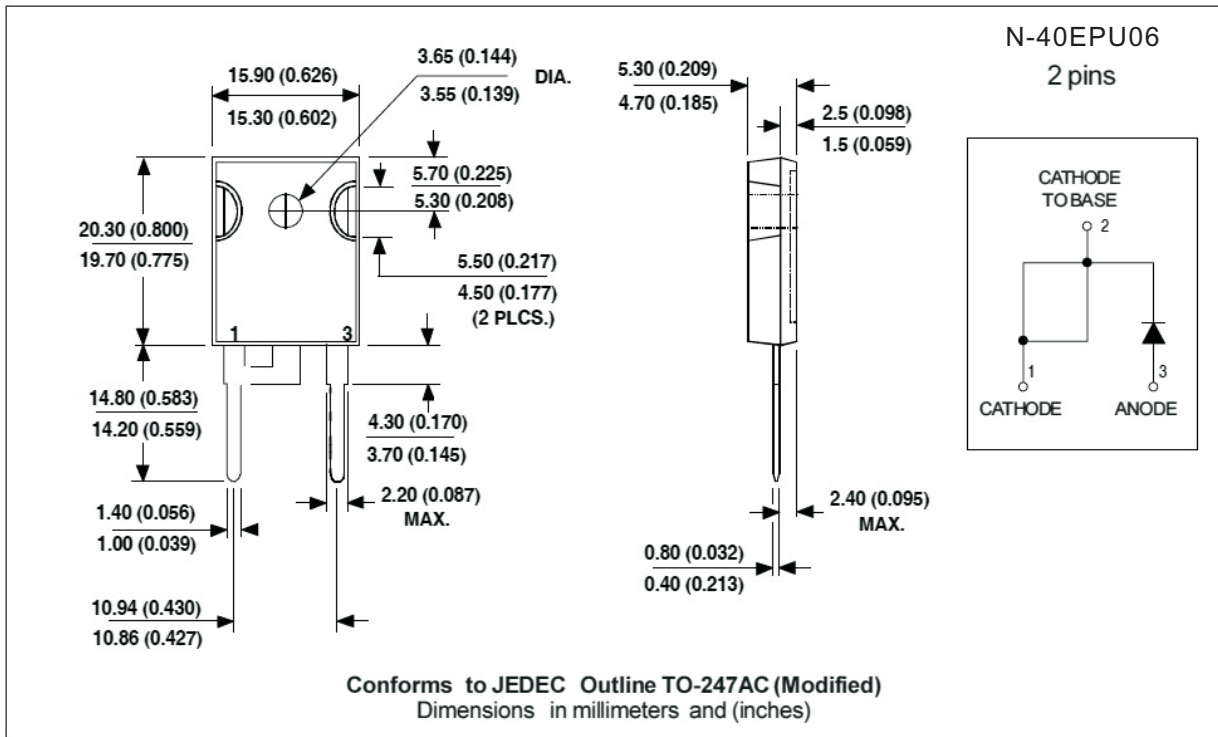 N-40EPU06
2 pins
3.65 (0.144)
3.55 (0.139)
DIA.
15.90 (0.626)
15.30 (0.602)
5.30 (0.209)
4.70 (0.185)
2.5 (0.098)
1.5 (0.059)
5.70 (0.225)
5.30 (0.208)
20.30 (0.800)
19.70 (0.775)
5.50 (0.217)
4.50 (0.177)
(2 PLCS.)
1
3
14.80 (0.583)
14.20 (0.559)
4.30 (0.170)
3.70 (0.145)
2.20 (0.087)
MAX.
1.40 (0.056)
1.00 (0.039)
2.40 (0.095)
MAX.
0.80 (0.032)
0.40 (0.213)
10.94 (0.430)
10.86 (0.427)
CATHODE
TO BASE
2
1
3
CATHODE
ANODE
Conforms to JEDEC Outline TO-247AC (Modified)
Dimensions in millimeters and (inches)